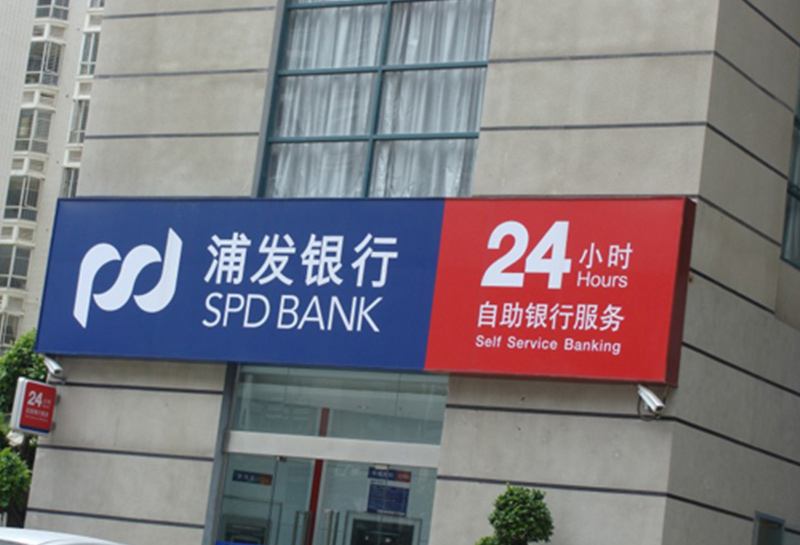 浦发银行
SPD BANK
24小时
Hours
自助银行服务
Self Service Banking
24